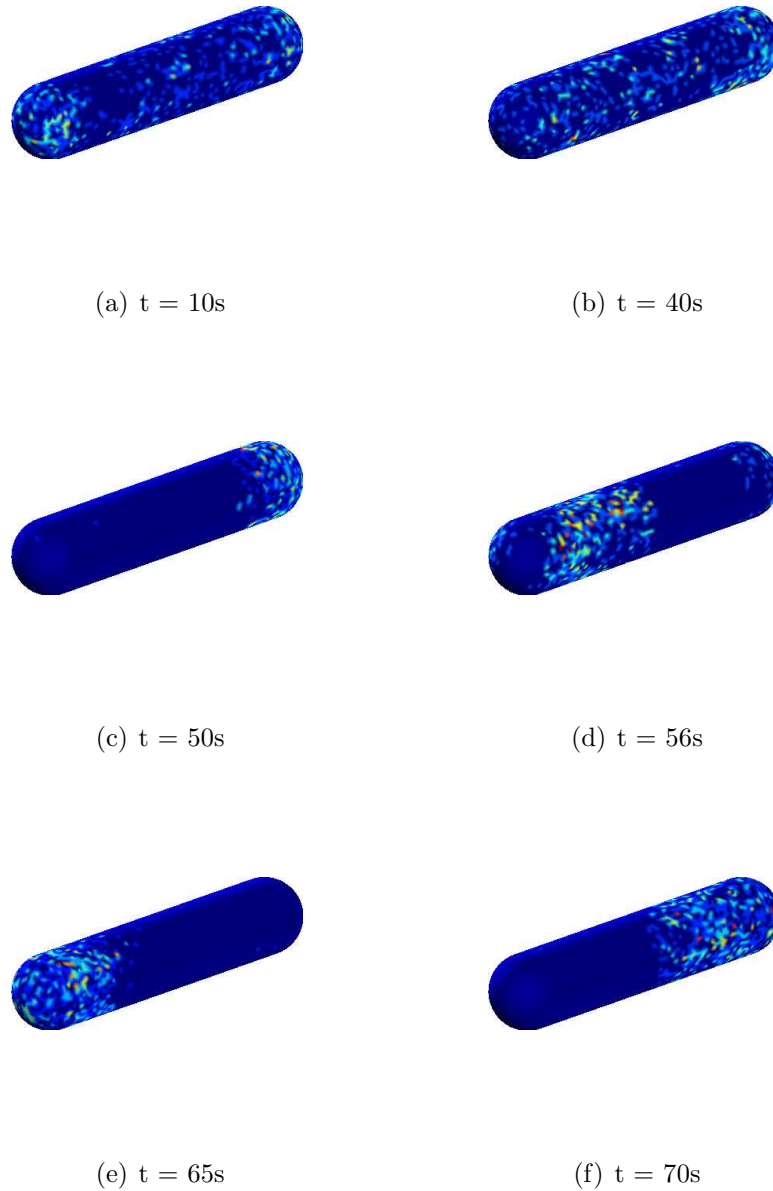 (a) t = 10s
(b) t = 40s
(c) t = 50s
(d) t = 56s
(e) t = 65s
(f) t = 70s